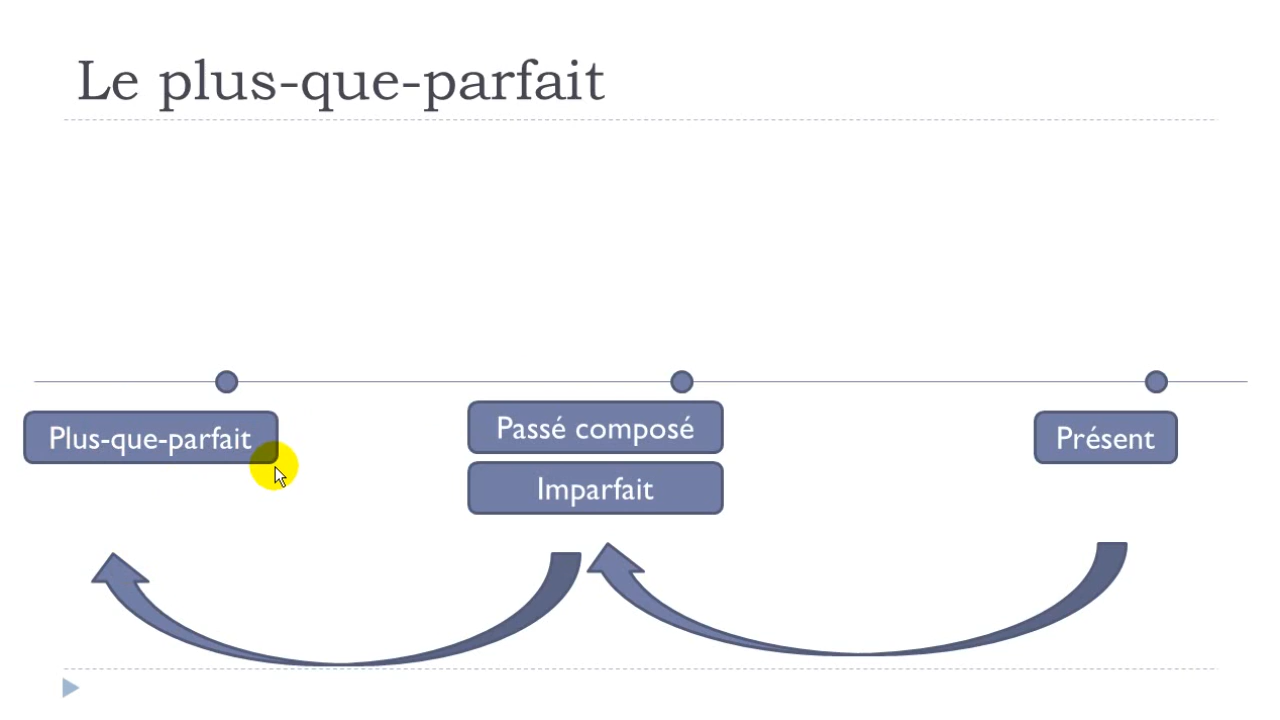 Le plus-que-parfait
Plus-que-parfait
Passé composé
Imparfait
Présent